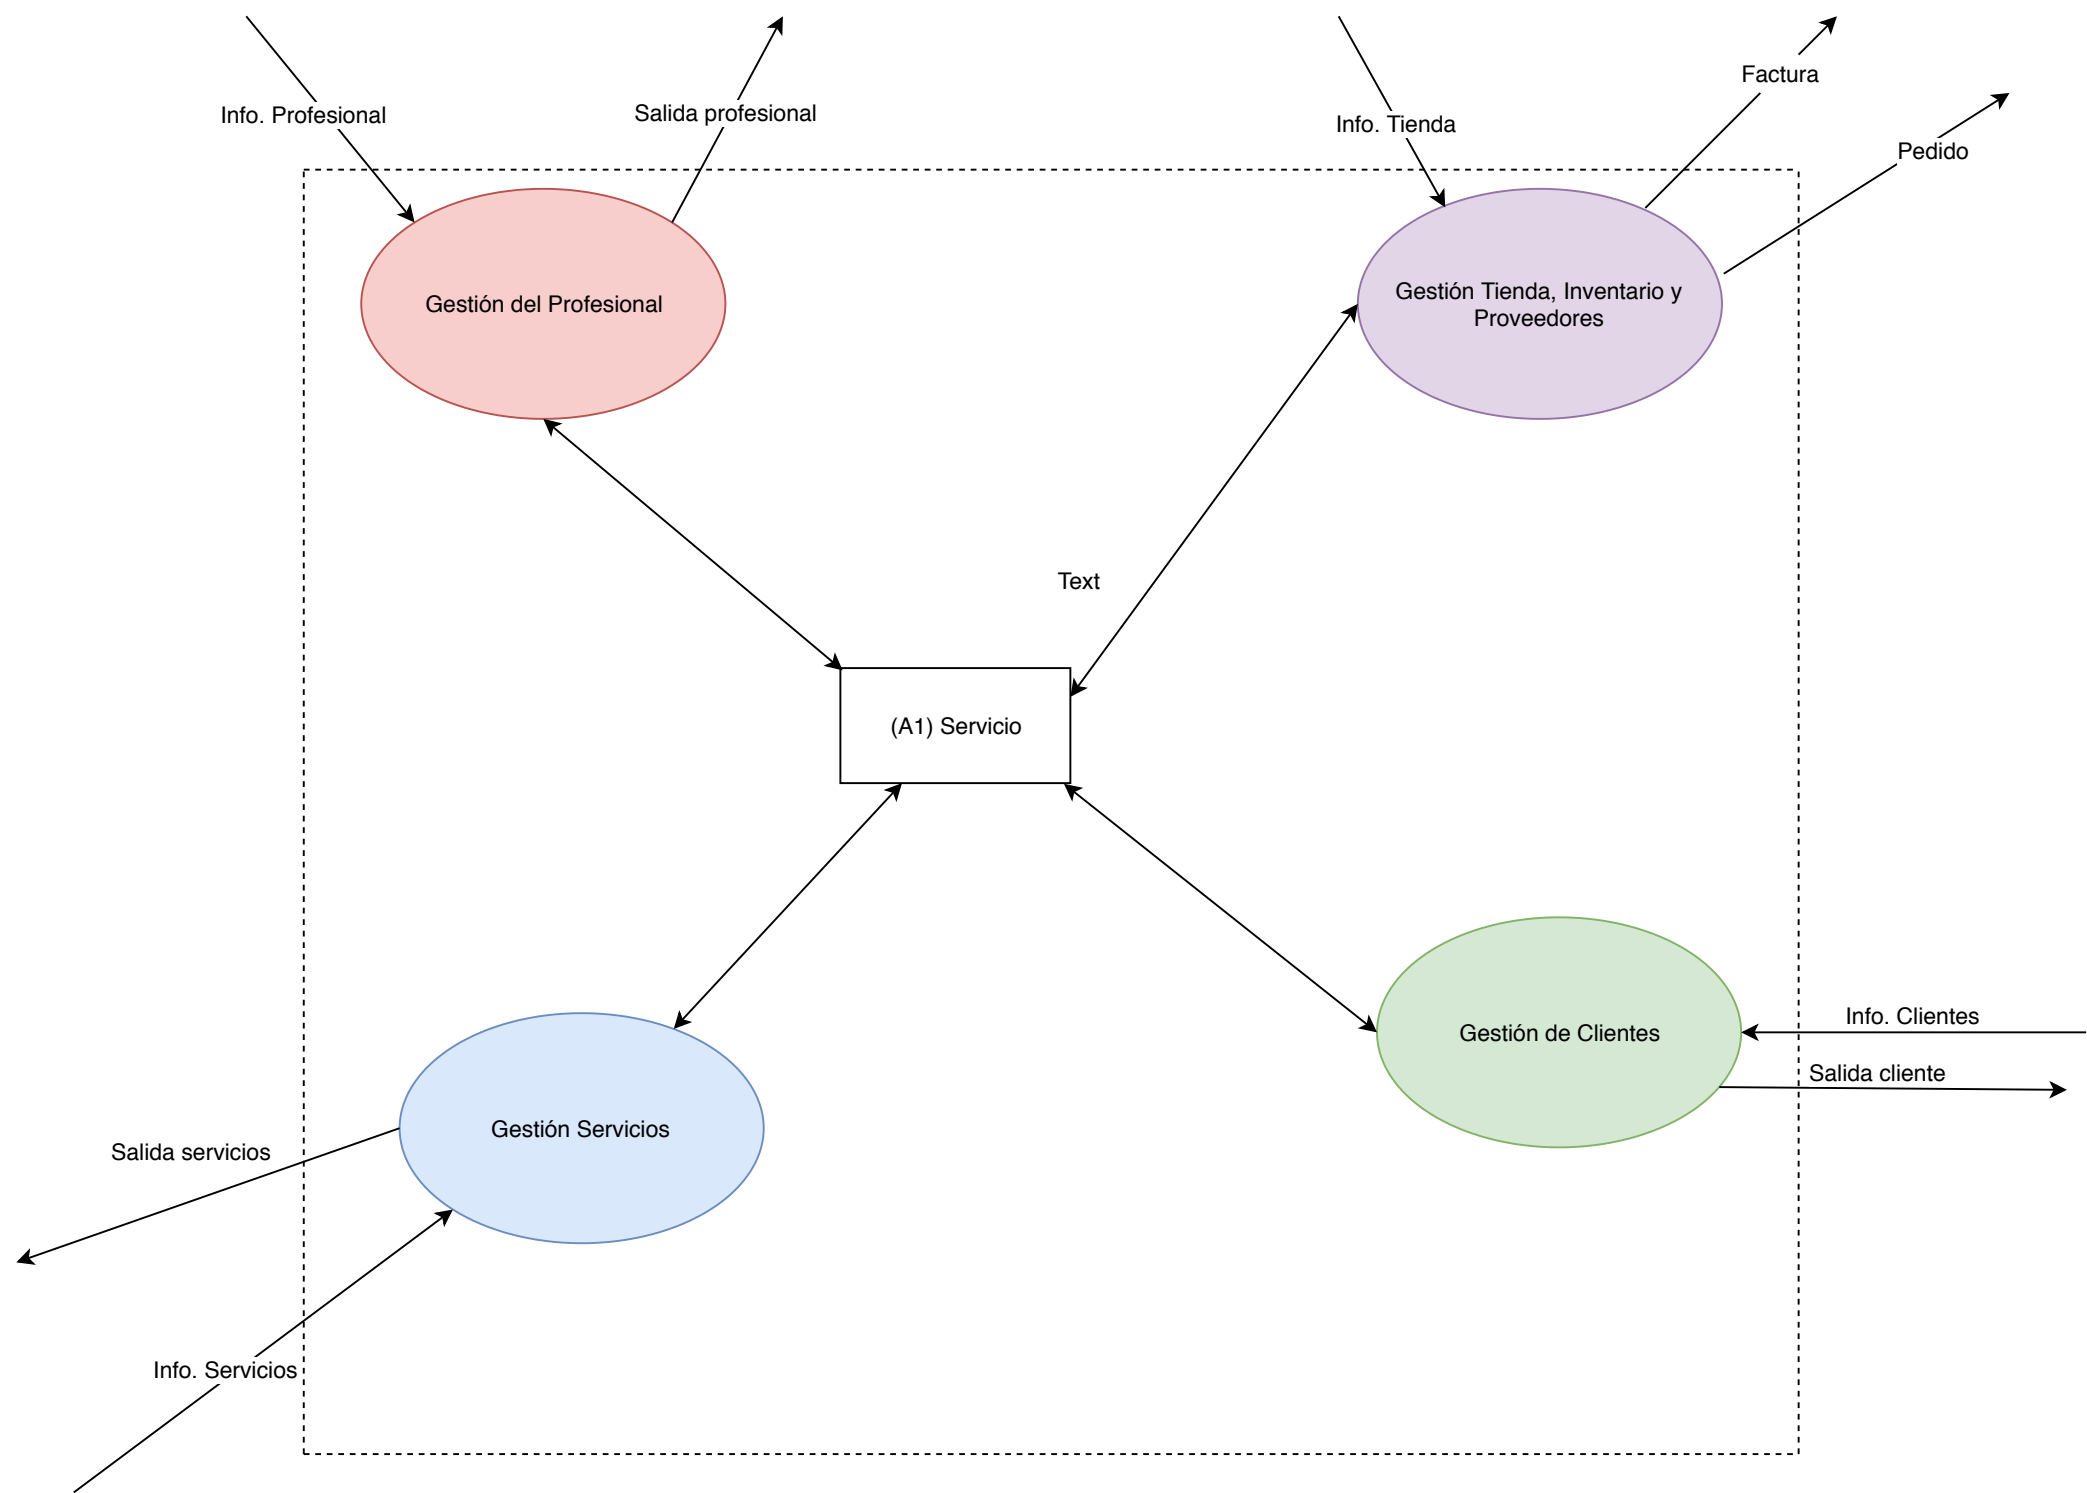 Factura
Info. Profesional
Salida profesional
Info. Tienda
Pedido
Gestión del Profesional
Gestión Tienda, Inventario y
Proveedores
Text
(A1) Servicio
Info. Clientes
Gestión de Clientes
Salida cliente
Gestión Servicios
Salida servicios
Info. Servicios